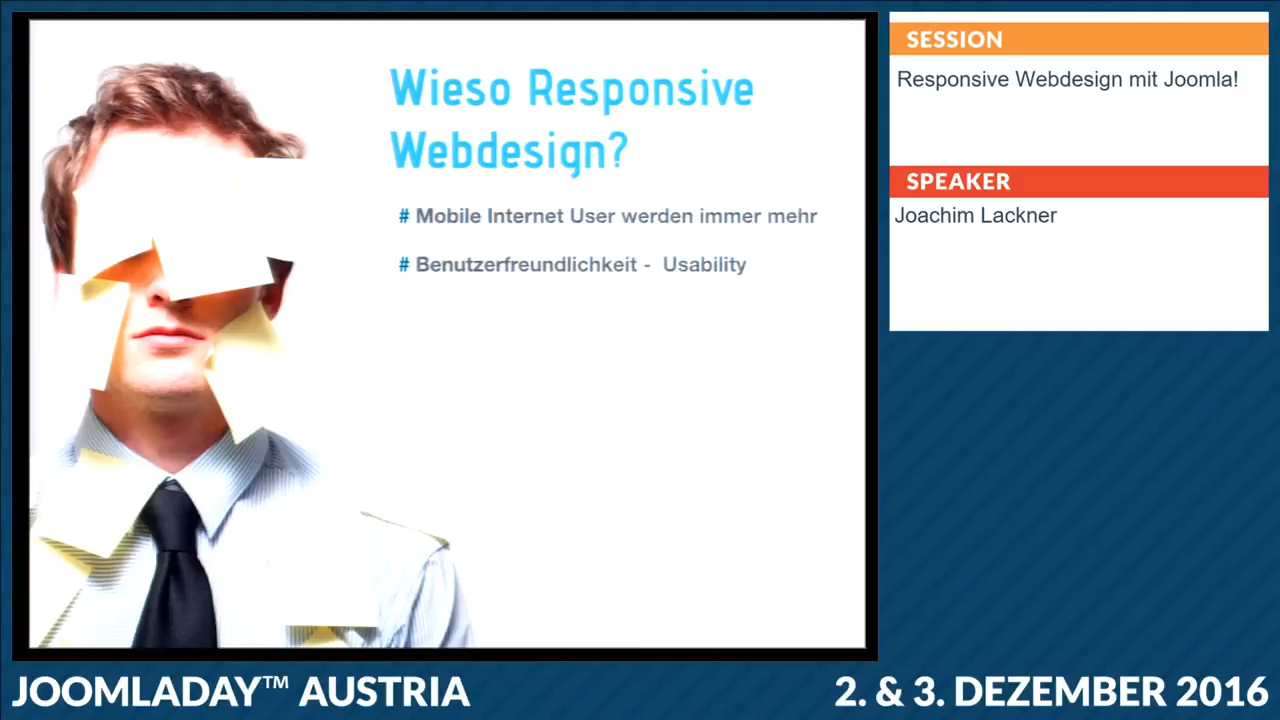 Wieso Responsive
Webdesign?
# Mobile Internet User werden immer mehr
# Benutzerfreundlichkeit - Usability
SESSION
Responsive Webdesign mit Joomla!
SPEAKER
Joachim Lackner
JOOMLADAY™ AUSTRIA
2. & 3. DEZEMBER 2016